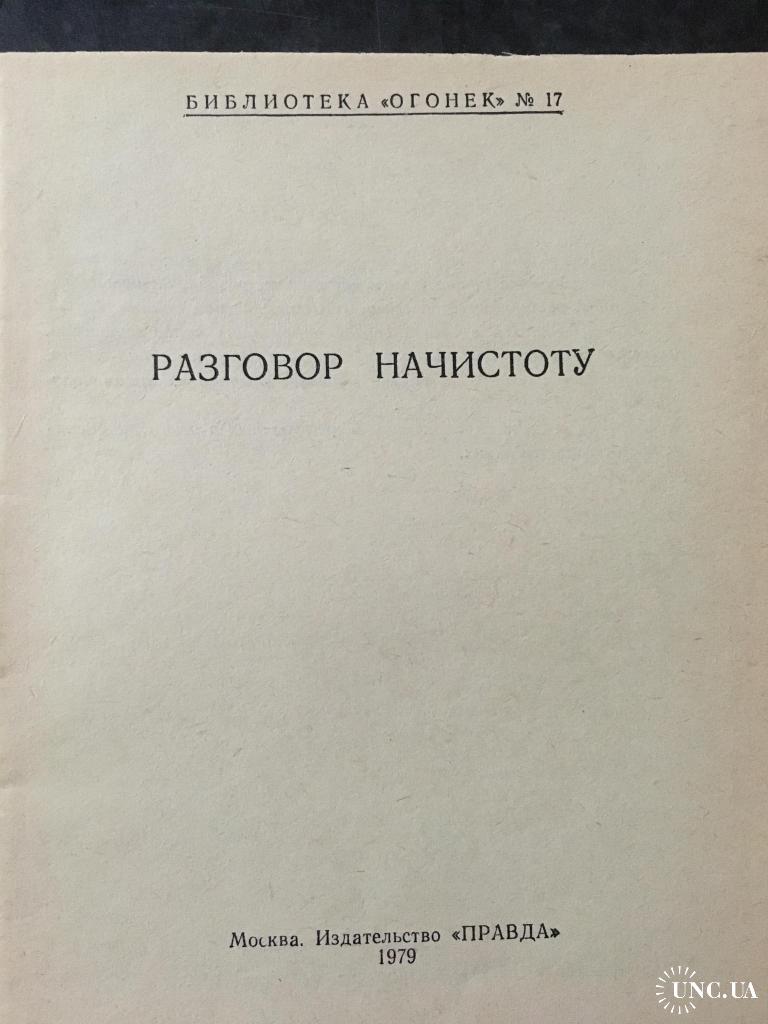 БИБЛИОТЕКА «ОГОНЕК» № 17
РАЗГОВОР НАЧИСТОТУ
Москва. Издательство «ПРАВДА»
1979
UNC.UA